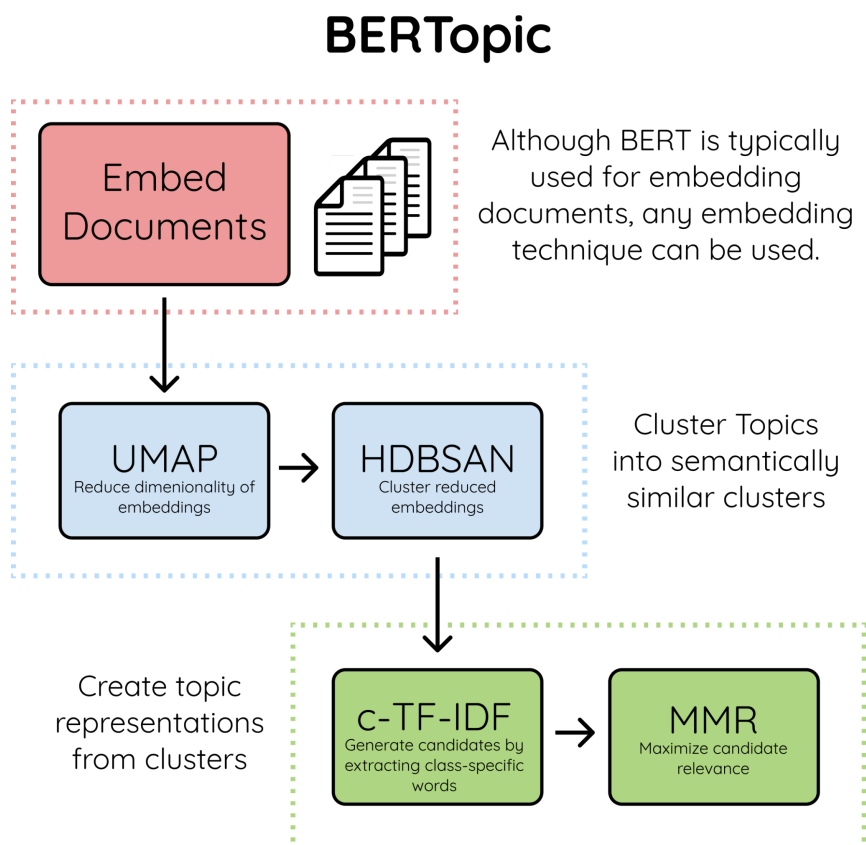 BERTopic
Embed
Documents
Although BERT is typically
used for embedding
documents, any embedding
technique can be used.
UMAP
Reduce dimenionality of
embeddings
HDBSAN
Cluster reduced
embeddings
Cluster Topics
into semantically
similar clusters
Create topic
representations
from clusters
c-TF-IDF
Generate candidates by
extracting class-specific
words
MMR
Maximize candidate
relevance